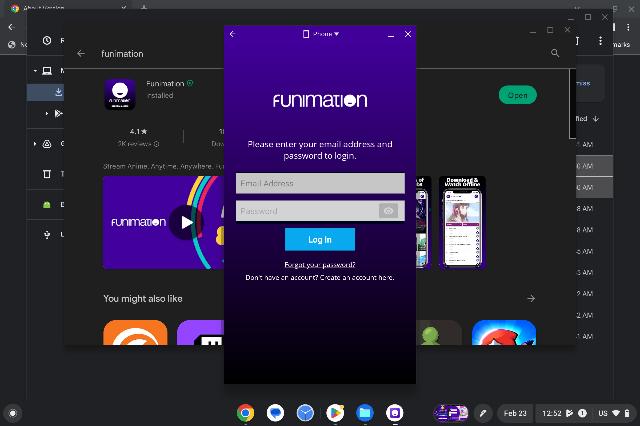 About Version
funimation
Funimation
Installed
4.1★
2K reviews
Open
Stream Anime, Anytime, Anywhere.
FUNIMATION
Download &
Watch Offline
You might also like
Phone
FUNIMATION
Please enter your email address and
password to login.
Email Address
Password
Log In
Forgot your password?
Don't have an account? Create an account here.
Feb 23
12:52
US